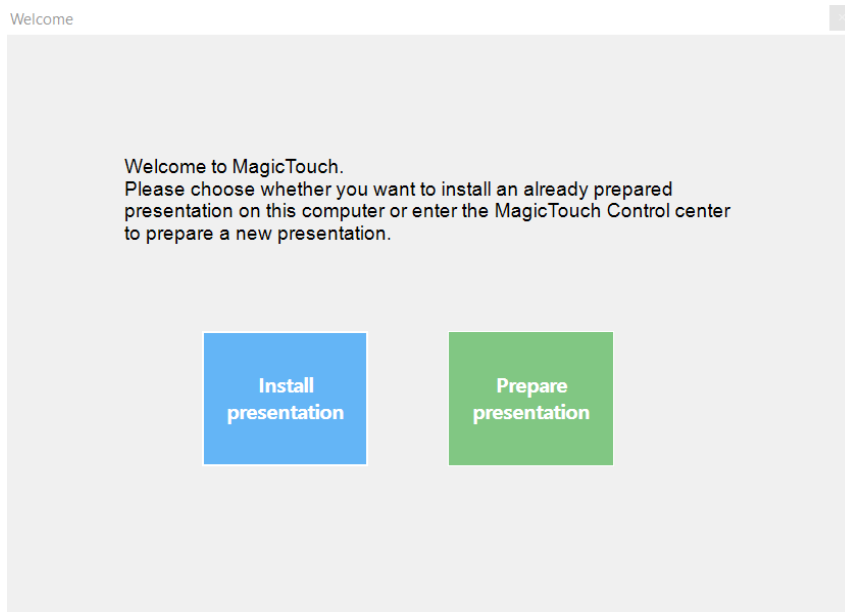 Welcome
Welcome to MagicTouch.
Please choose whether you want to install an already prepared
presentation on this computer or enter the MagicTouch Control center
to prepare a new presentation.
Install
presentation
Prepare
presentation